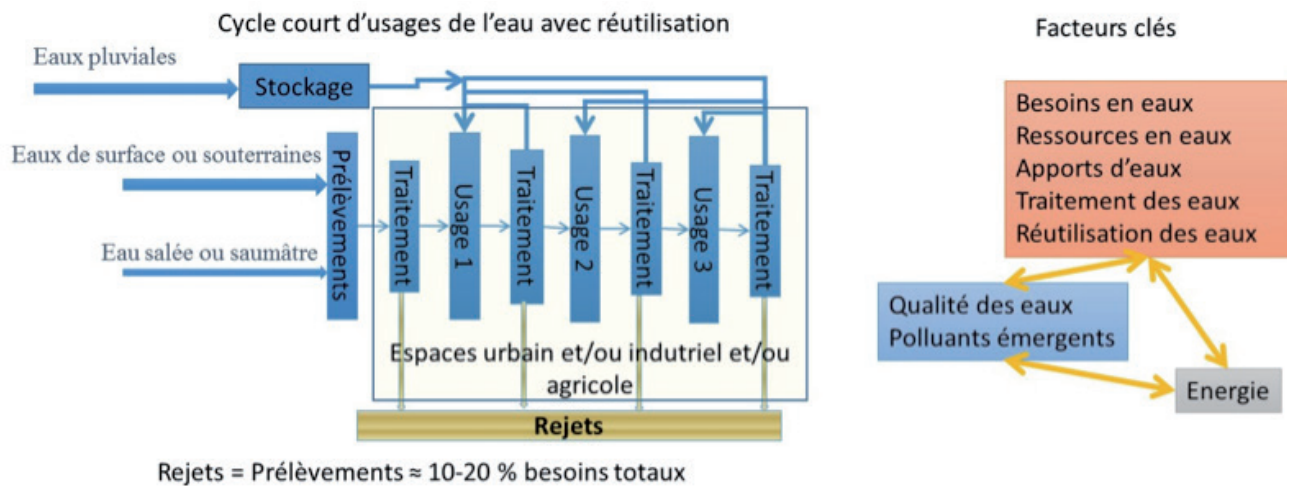 Cycle court d'usages de l'eau avec réutilisation
Facteurs clés
Eaux pluviales
Stockage
Eaux de surface ou souterraines
Eau salée ou saumâtre
Prélèvements
Traitement
Usage 1
Traitement
Usage 2
Traitement
Usage 3
Traitement
Espaces urbain et/ou indutriel et/ou
agricole
Rejets
Rejets = Prélèvements ≈ 10-20 % besoins totaux
Besoins en eaux
Ressources en eaux
Apports d'eaux
Traitement des eaux
Réutilisation des eaux
Qualité des eaux
Polluants émergents
Energie